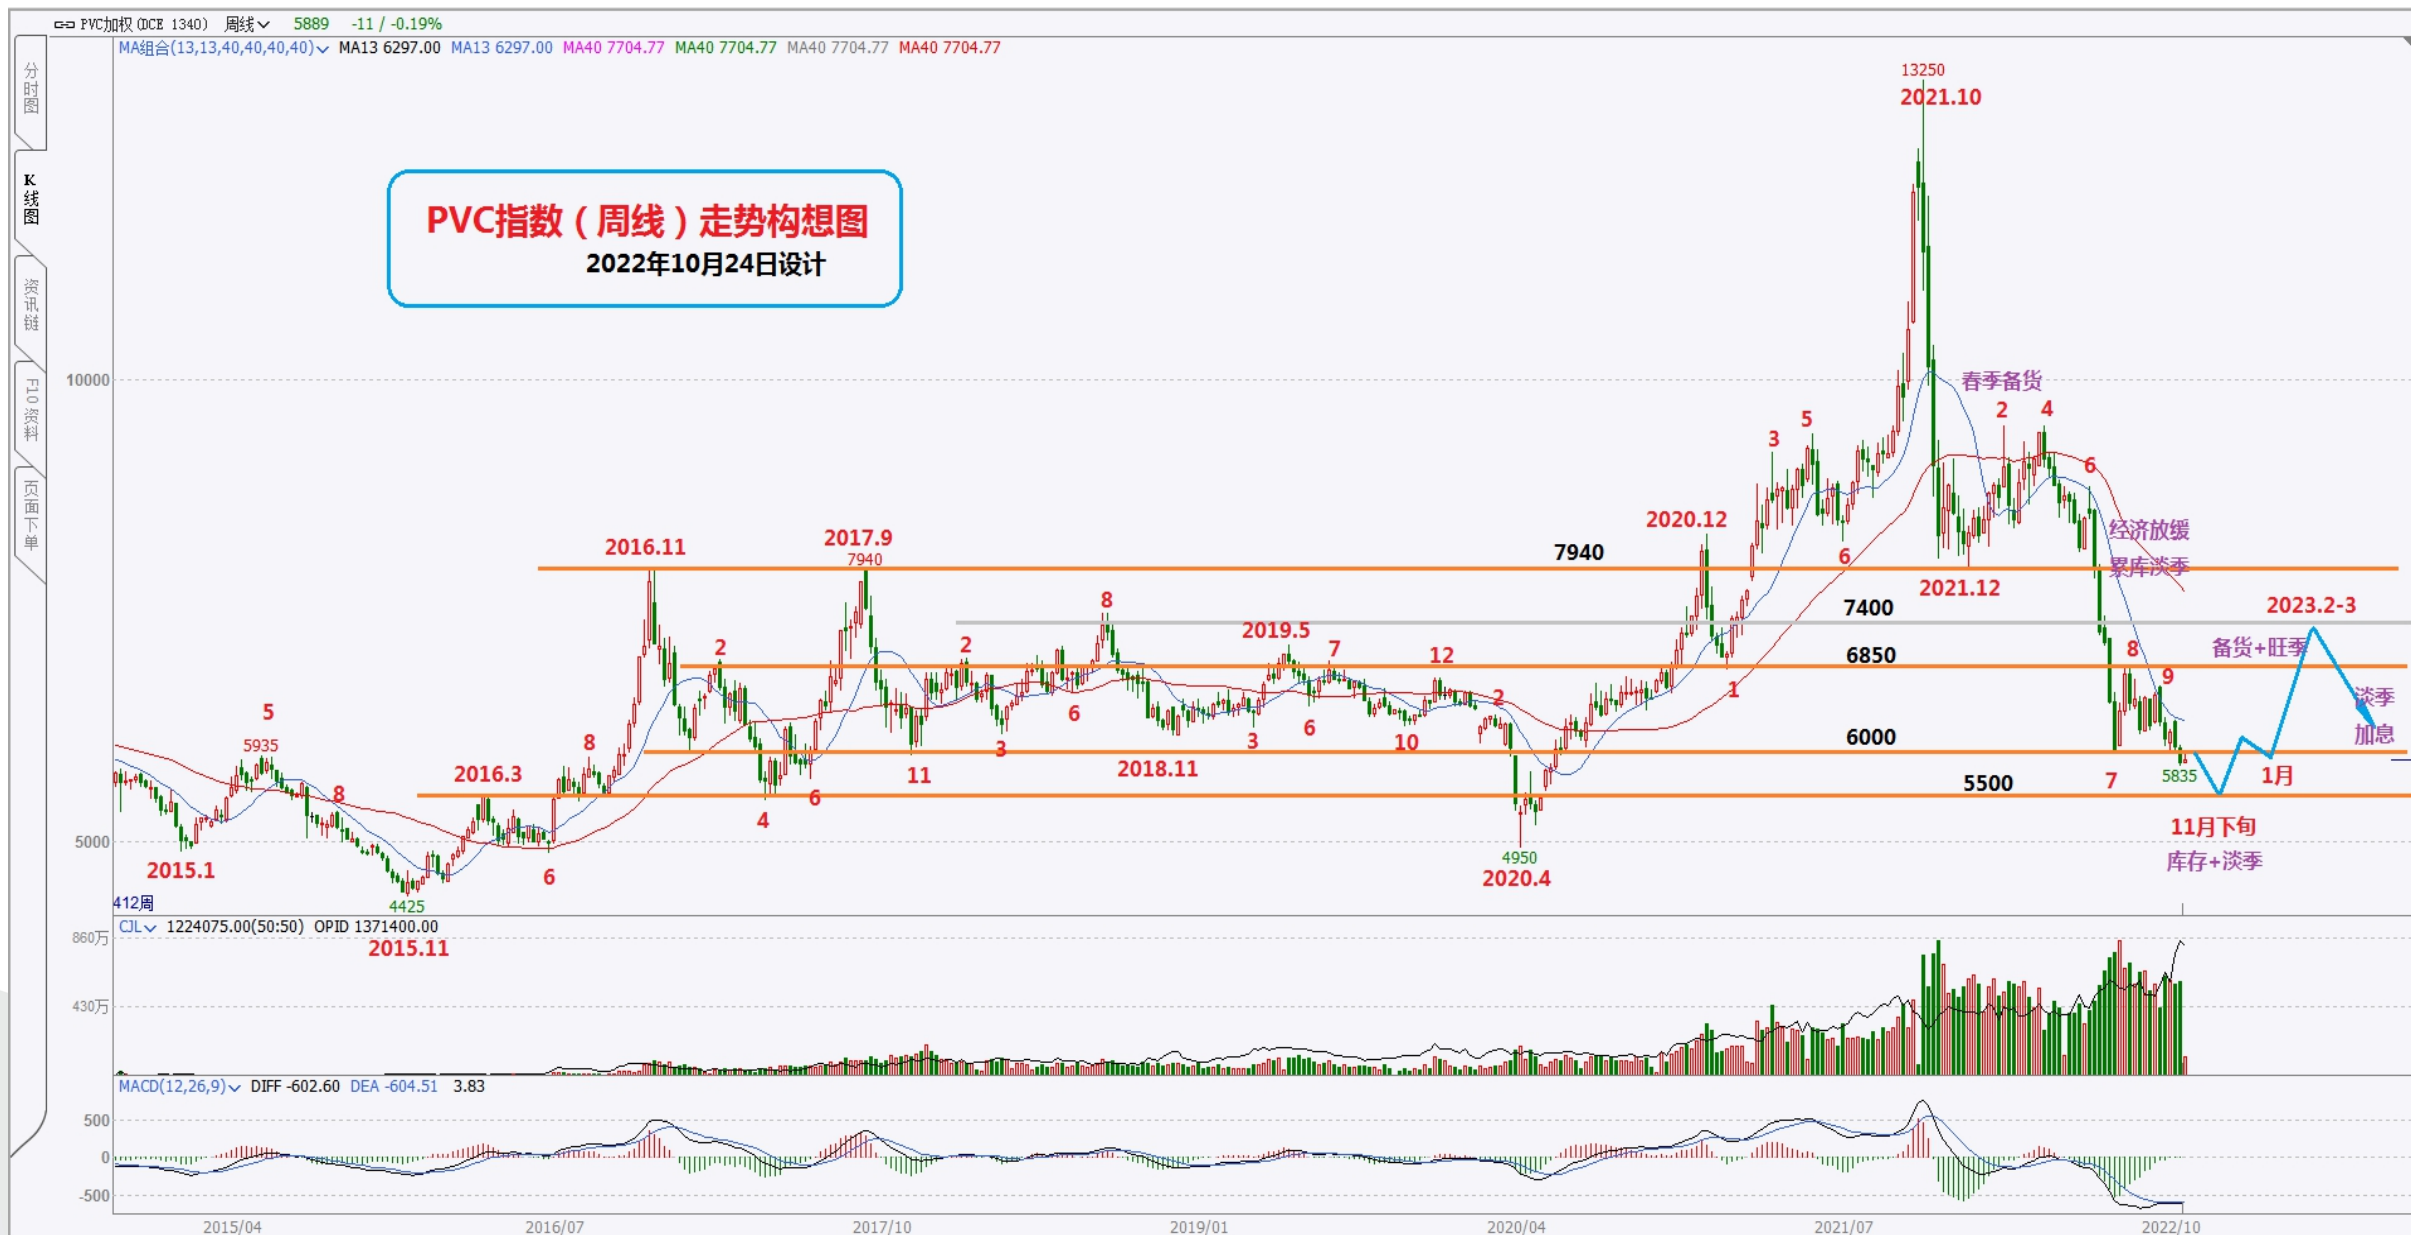 PVC加权(DCE 1340) 周线 5889 -11 / -0.19%
MA组合(13,13,40,40,40,40) MA13 6297.00 MA13 6297.00 MA40 7704.77 MA40 7704.77 MA40 7704.77 MA40 7704.77
分时图
K线图
资讯链
F10资料
页面下单
13250
2021.10
PVC指数（周线）走势构想图
2022年10月24日设计
10000
春季备货
2 4
5
3
6
2020.12
经济放缓
2016.11
2017.9
7940
7940
6
累库淡季
2021.12
8
7400
2023.2-3
2019.5
2
2
7
12
6850
8
备货+旺季
9
1
2
淡季
5
6
6
8
3
3
10
6000
加息
5935
2016.3
11
2018.11
7
5835
1月
5500
8
6
4
11月下旬
5000
2015.1
6
4950
2020.4
库存+淡季
412周
4425
CJL 1224075.00(50:50) OPID 1371400.00
860万
2015.11
430万
MACD(12,26,9) DIFF -602.60 DEA -604.51 3.83
500
0
-500
2015/04 2016/07 2017/10 2019/01 2020/04 2021/07 2022/10